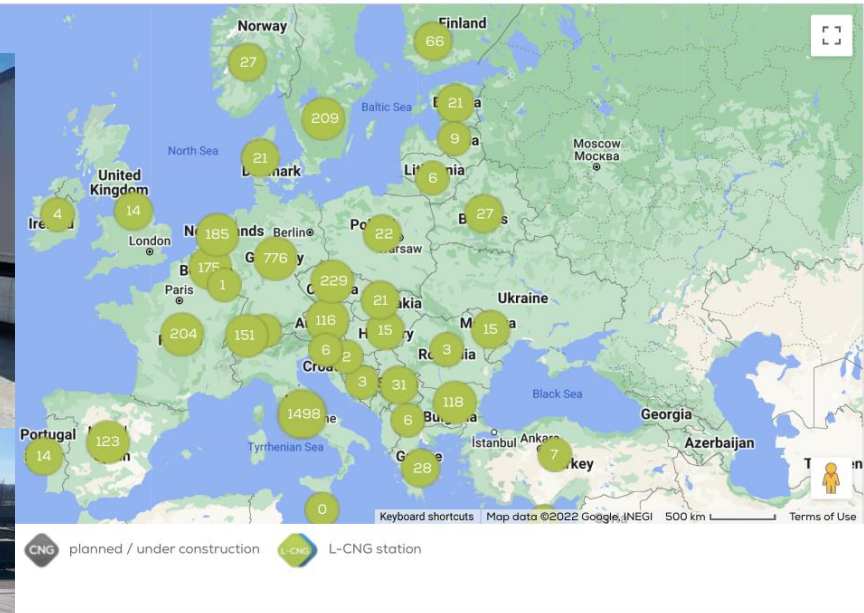 Norway
Finland
66
27
21
209
Baltic Sea
9
North Sea
21
Moscow
Москва
6
United
Kingdom
4
14
27
185
Berlin
22
London
776
175
1
229
Paris
21
Ukraine
204
151
116
15
15
6
2
3
3
31
Black Sea
118
Georgia
1498
6
Portugal
123
Tyrrhenian Sea
İstanbul
Azerbaijan
14
28
7
0
Keyboard shortcuts Map data ©2022 Google, INEGI 500 km Terms of Use
CNG planned / under construction L-CNG L-CNG station